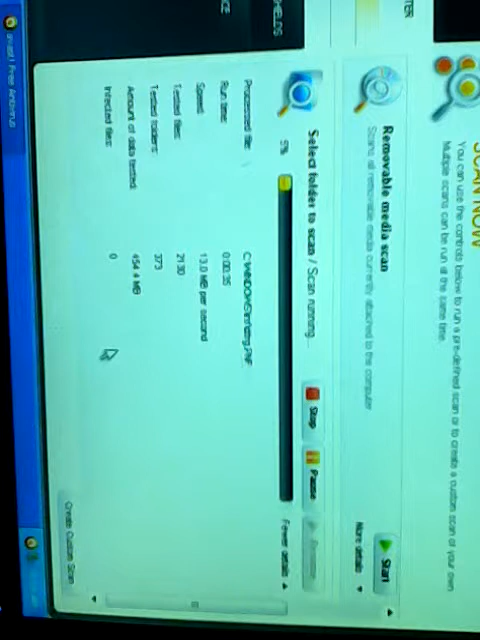 SCAN NOW
You can use the controls below to run a pre-defined scan or to create a custom scan of your own
Multiple scans can be run at the same time.
Removable media scan
Scans all removable media currently attached to the computer
Start
More details
Select folder to scan / Scan running...
Stop
Pause
5%
Fewer details
Processed file:
Run time: 0:00:35
Speed: 13.0 MB per second
Tested files: 2130
Tested folders: 373
Amount of data tested: 454.4 MB
Infected files: 0
Create Custom Scan
avast! Free Antivirus